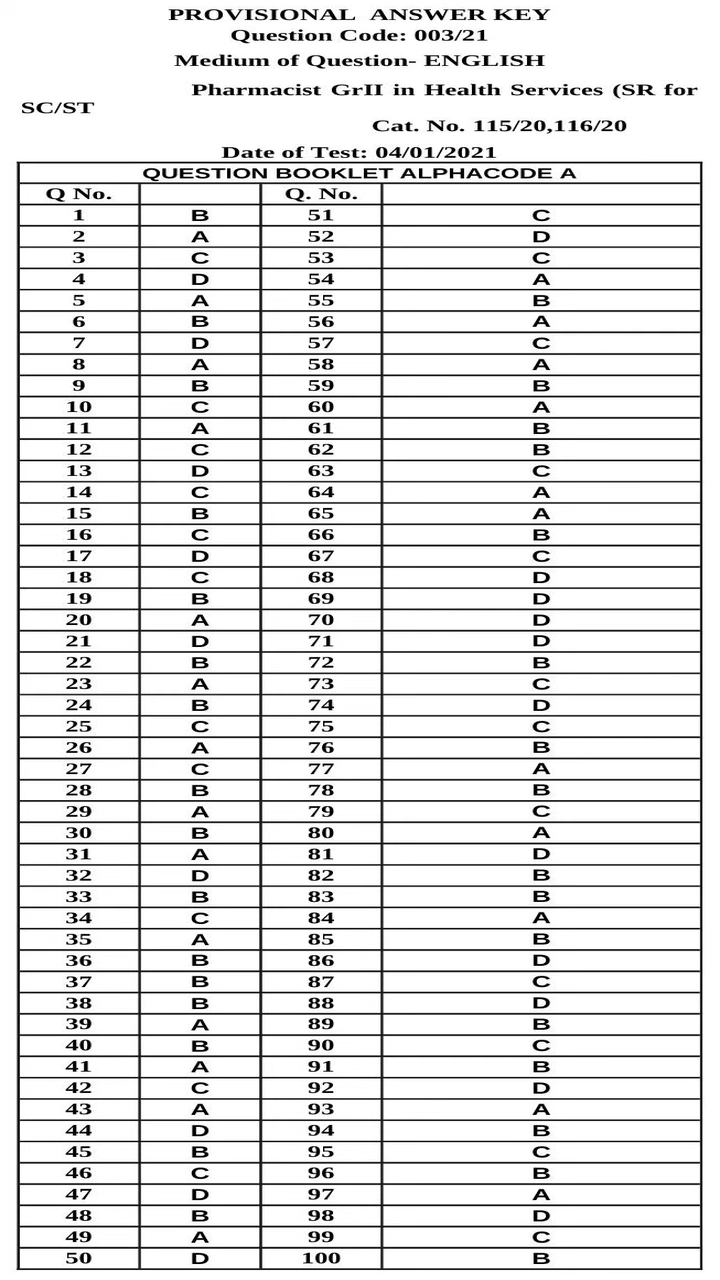 PROVISIONAL ANSWER KEY
Question Code: 003/21
Medium of Question- ENGLISH
Pharmacist GrII in Health Services (SR for
SC/ST
Cat. No. 115/20,116/20
Date of Test: 04/01/2021
QUESTION BOOKLET ALPHACODE A
Q No. Q. No.
1 B 51 C
2 A 52 D
3 C 53 C
4 D 54 A
5 A 55 B
6 B 56 A
7 D 57 C
8 A 58 A
9 B 59 B
10 C 60 A
11 A 61 B
12 C 62 B
13 D 63 C
14 C 64 A
15 B 65 A
16 C 66 B
17 D 67 C
18 C 68 D
19 B 69 D
20 A 70 D
21 D 71 D
22 B 72 B
23 A 73 C
24 B 74 D
25 C 75 C
26 A 76 B
27 C 77 A
28 B 78 B
29 A 79 C
30 B 80 A
31 A 81 D
32 D 82 B
33 B 83 B
34 C 84 A
35 A 85 B
36 B 86 D
37 B 87 C
38 B 88 D
39 A 89 B
40 B 90 C
41 A 91 B
42 C 92 D
43 A 93 A
44 D 94 B
45 B 95 C
46 C 96 B
47 D 97 A
48 B 98 D
49 A 99 C
50 D 100 B